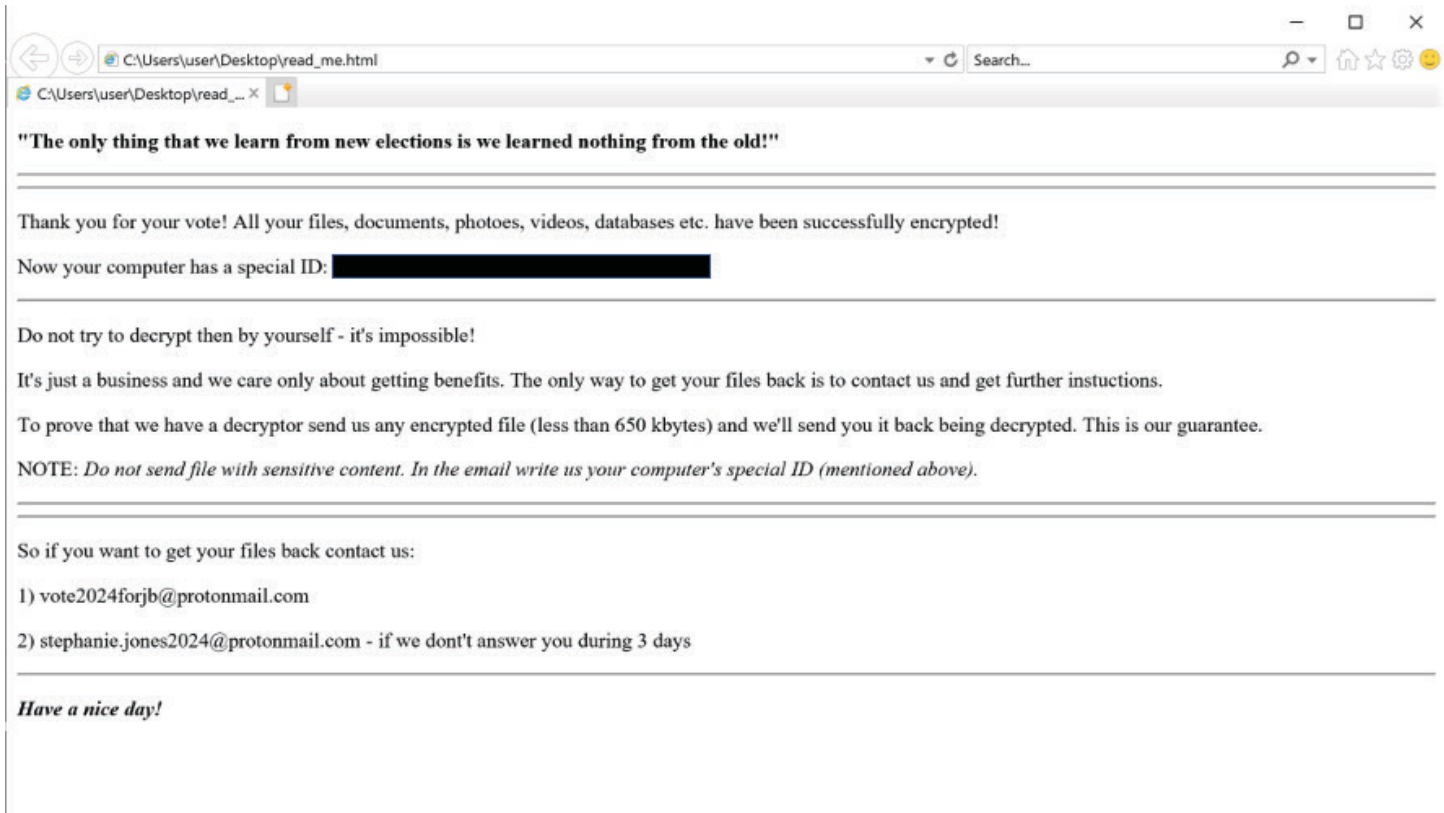 C:\Users\user\Desktop\read_me.html
Search...
C:\Users\user\Desktop\read_...
"The only thing that we learn from new elections is we learned nothing from the old!"
Thank you for your vote! All your files, documents, photoes, videos, databases etc. have been successfully encrypted!
Now your computer has a special ID:
Do not try to decrypt then by yourself - it's impossible!
It's just a business and we care only about getting benefits. The only way to get your files back is to contact us and get further instuctions.
To prove that we have a decryptor send us any encrypted file (less than 650 kbytes) and we'll send you it back being decrypted. This is our guarantee.
NOTE: Do not send file with sensitive content. In the email write us your computer's special ID (mentioned above).
So if you want to get your files back contact us:
1) vote2024forjb@protonmail.com
2) stephanie.jones2024@protonmail.com - if we dont't answer you during 3 days
Have a nice day!